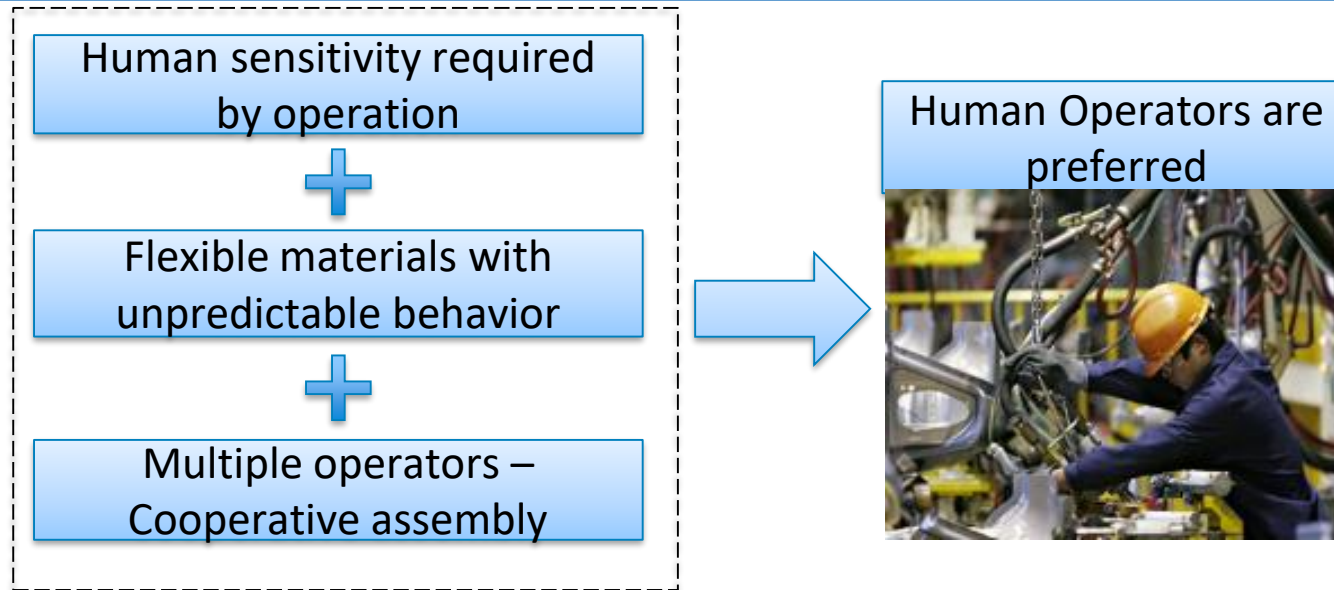 Human sensitivity required
by operation
Flexible materials with
unpredictable behavior
Multiple operators –
Cooperative assembly
Human Operators are
preferred